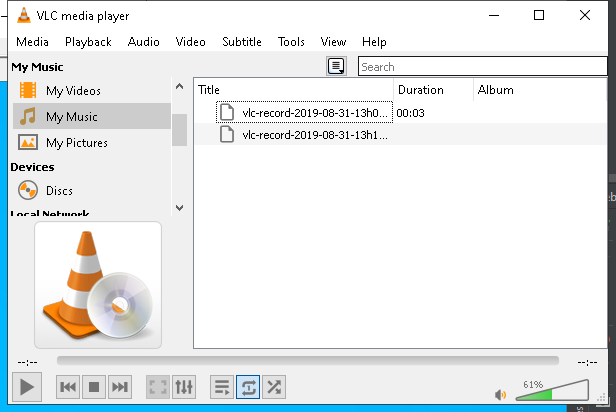 VLC media player
Media Playback Audio Video Subtitle Tools View Help
My Music
Search
My Videos
My Music
My Pictures
Devices
Discs
Local Network
Title Duration Album
vlc-record-2019-08-31-13h0... 00:03
vlc-record-2019-08-31-13h1...
--:-- --:--
61%